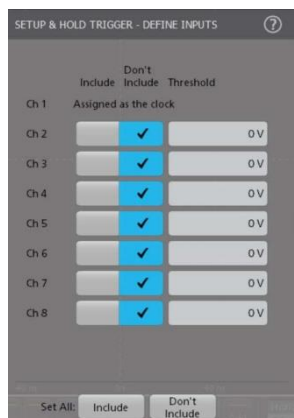 SETUP & HOLD TRIGGER - DEFINE INPUTS ?
Don't
Include Include Threshold
Ch 1 Assigned as the clock
Ch 2 ✓ 0 V
Ch 3 ✓ 0 V
Ch 4 ✓ 0 V
Ch 5 ✓ 0 V
Ch 6 ✓ 0 V
Ch 7 ✓ 0 V
Ch 8 ✓ 0 V
Set All: Include Don't
Include